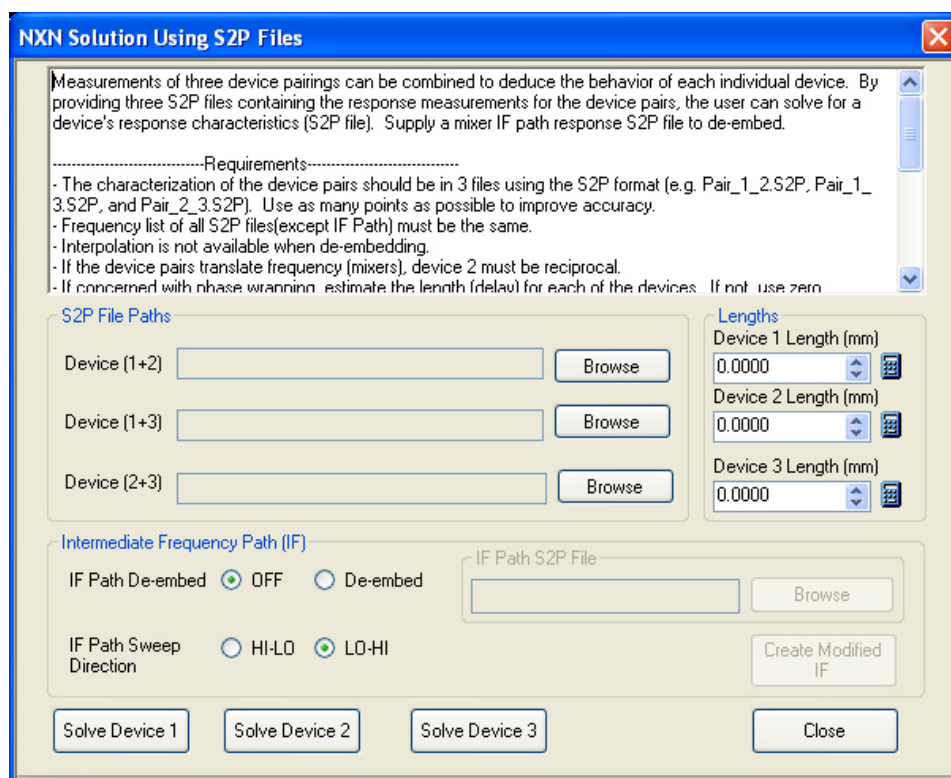 NXN Solution Using S2P Files
Measurements of three device pairings can be combined to deduce the behavior of each individual device. By
providing three S2P files containing the response measurements for the device pairs, the user can solve for a
device's response characteristics (S2P file). Supply a mixer IF path response S2P file to de-embed.
--------------------------------Requirements--------------------------------
- The characterization of the device pairs should be in 3 files using the S2P format (e.g. Pair_1_2.S2P, Pair_1_
3.S2P, and Pair_2_3.S2P). Use as many points as possible to improve accuracy.
- Frequency list of all S2P files(except IF Path) must be the same.
- Interpolation is not available when de-embedding.
- If the device pairs translate frequency (mixers), device 2 must be reciprocal.
- If concerned with phase wrapping, estimate the length (delay) for each of the devices. If not, use zero
S2P File Paths
Device (1+2)
Browse
Device (1+3)
Browse
Device (2+3)
Browse
Lengths
Device 1 Length (mm)
0.0000
Device 2 Length (mm)
0.0000
Device 3 Length (mm)
0.0000
Intermediate Frequency Path (IF)
IF Path De-embed OFF De-embed
IF Path S2P File
Browse
IF Path Sweep
Direction
HI-LO LO-HI
Create Modified
IF
Solve Device 1
Solve Device 2
Solve Device 3
Close